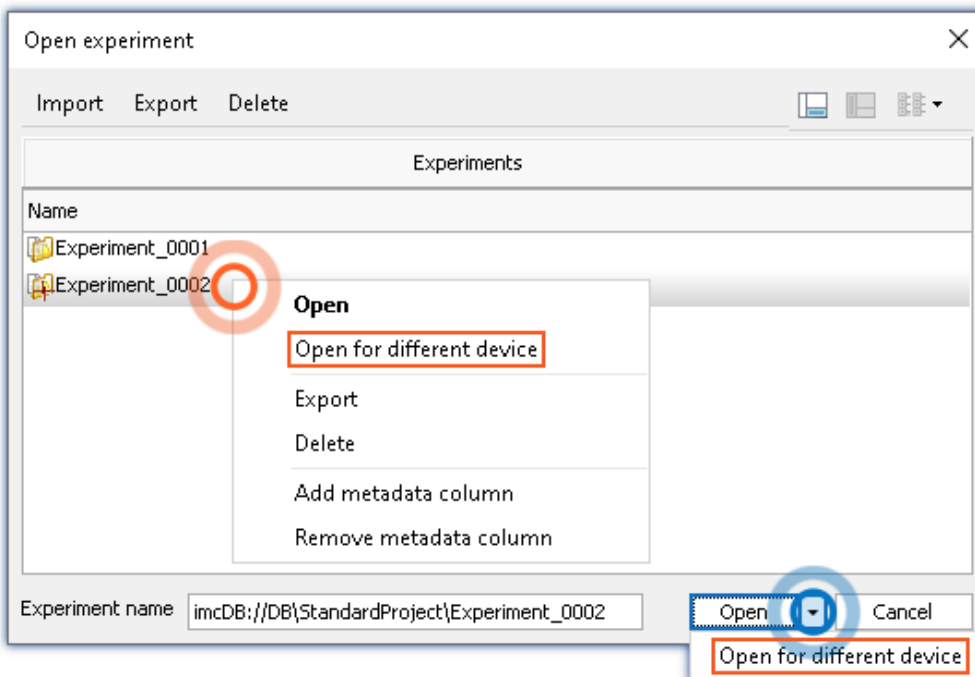 Open experiment
Import Export Delete
Experiments
Name
Experiment_0001
Experiment_0002
Open
Open for different device
Export
Delete
Add metadata column
Remove metadata column
Experiment name imcDB://DB\StandardProject\Experiment_0002 Open Cancel
Open for different device